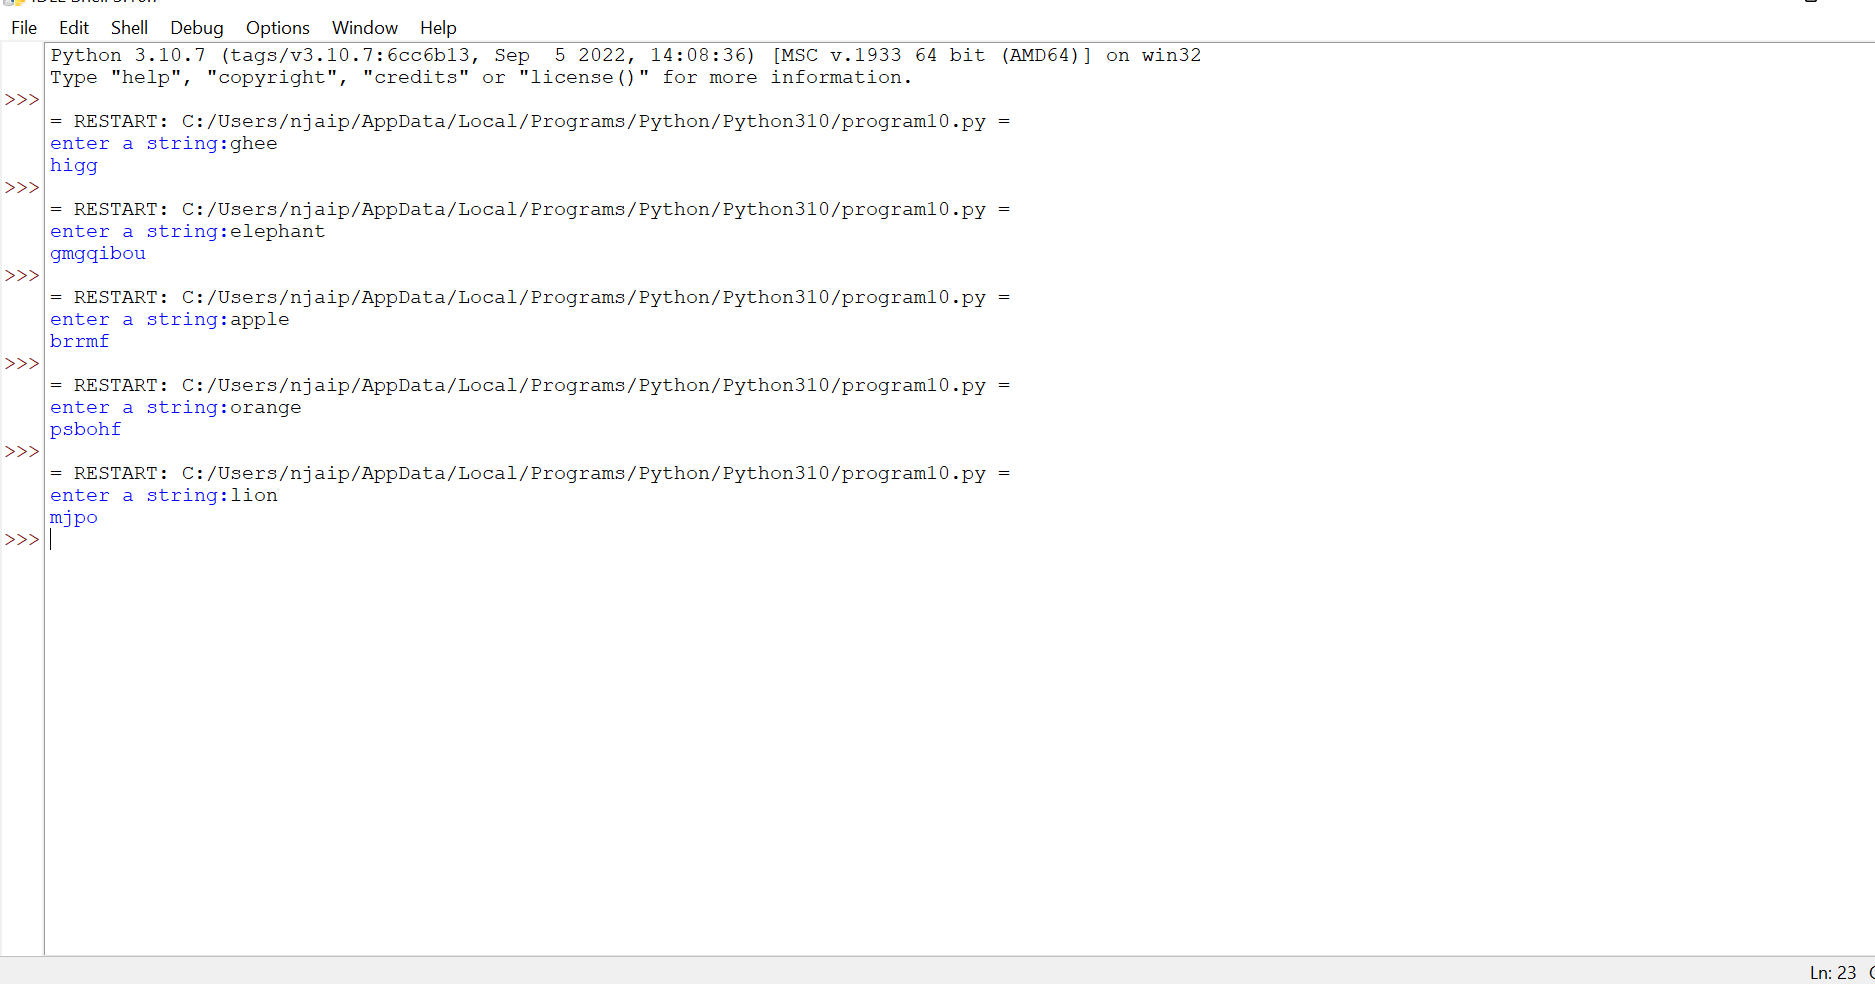 File Edit Shell Debug Options Window Help
Python 3.10.7 (tags/v3.10.7:6cc6b13, Sep  5 2022, 14:08:36) [MSC v.1933 64 bit (AMD64)] on win32
Type "help", "copyright", "credits" or "license()" for more information.
>>>
= RESTART: C:/Users/njaip/AppData/Local/Programs/Python/Python310/program10.py =
enter a string:ghee
higg
>>>
= RESTART: C:/Users/njaip/AppData/Local/Programs/Python/Python310/program10.py =
enter a string:elephant
gmgqibou
>>>
= RESTART: C:/Users/njaip/AppData/Local/Programs/Python/Python310/program10.py =
enter a string:apple
brrmf
>>>
= RESTART: C:/Users/njaip/AppData/Local/Programs/Python/Python310/program10.py =
enter a string:orange
psbohf
>>>
= RESTART: C:/Users/njaip/AppData/Local/Programs/Python/Python310/program10.py =
enter a string:lion
mjpo
>>>
Ln: 23